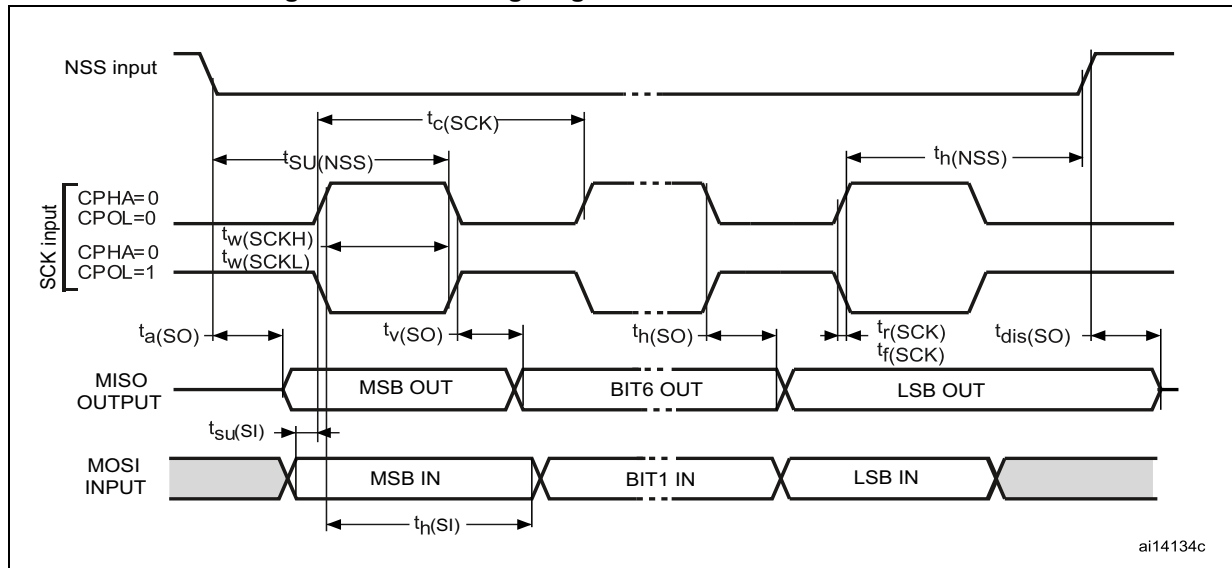 NSS input
tc(SCK)
tSU(NSS)
th(NSS)
SCK input
CPHA=0
CPOL=0
tw(SCKH)
CPHA=0
tw(SCKL)
CPOL=1
ta(SO)
tv(SO)
th(SO)
tr(SCK)
tf(SCK)
tdis(SO)
MISO
OUTPUT
MSB OUT
BIT6 OUT
LSB OUT
tsu(SI)
MOSI
INPUT
MSB IN
BIT1 IN
LSB IN
th(SI)
ai14134c